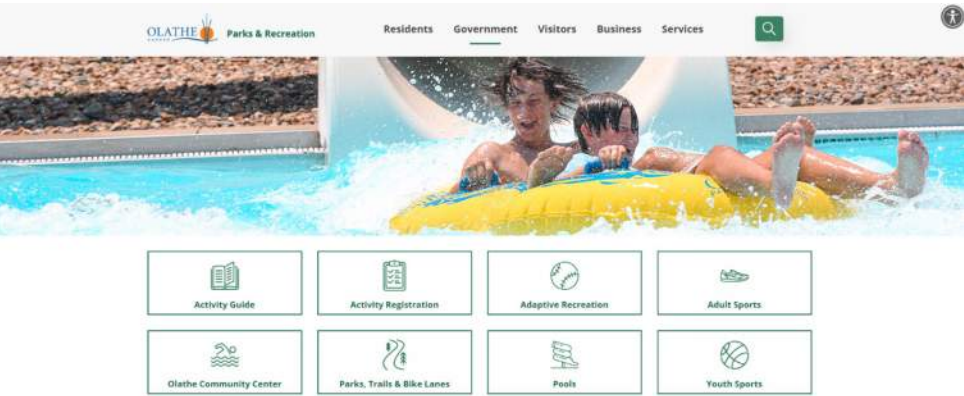 OLATHE
KANSAS
Parks & Recreation
Residents Government Visitors Business Services
Activity Guide
Activity Registration
Adaptive Recreation
Adult Sports
Olathe Community Center
Parks, Trails & Bike Lanes
Pools
Youth Sports